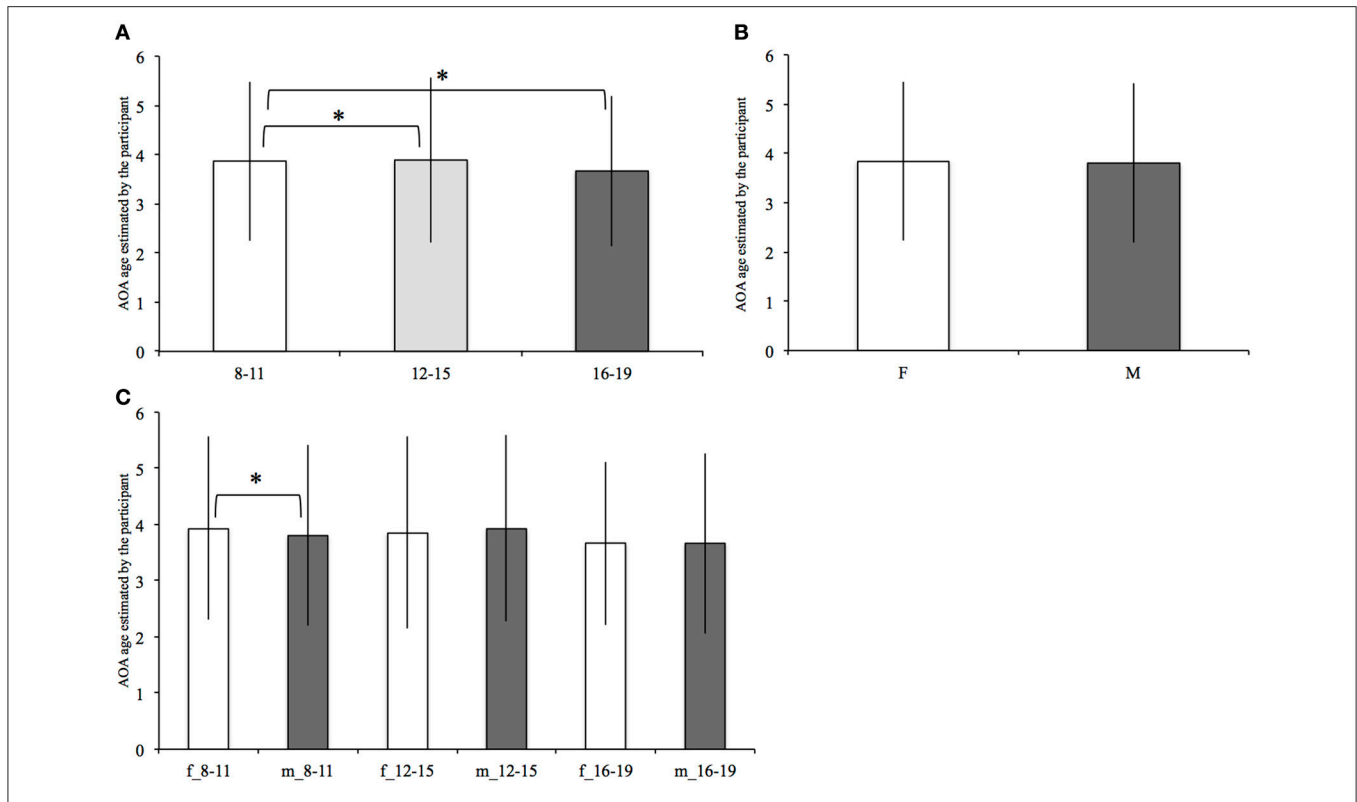 A
AOA age estimated by the participant
6
5
4
3
2
1
0
*
*
8-11 12-15 16-19
B
AOA age estimated by the participant
6
5
4
3
2
1
0
F M
C
AOA age estimated by the participant
6
5
4
3
2
1
0
*
f_8-11 m_8-11 f_12-15 m_12-15 f_16-19 m_16-19